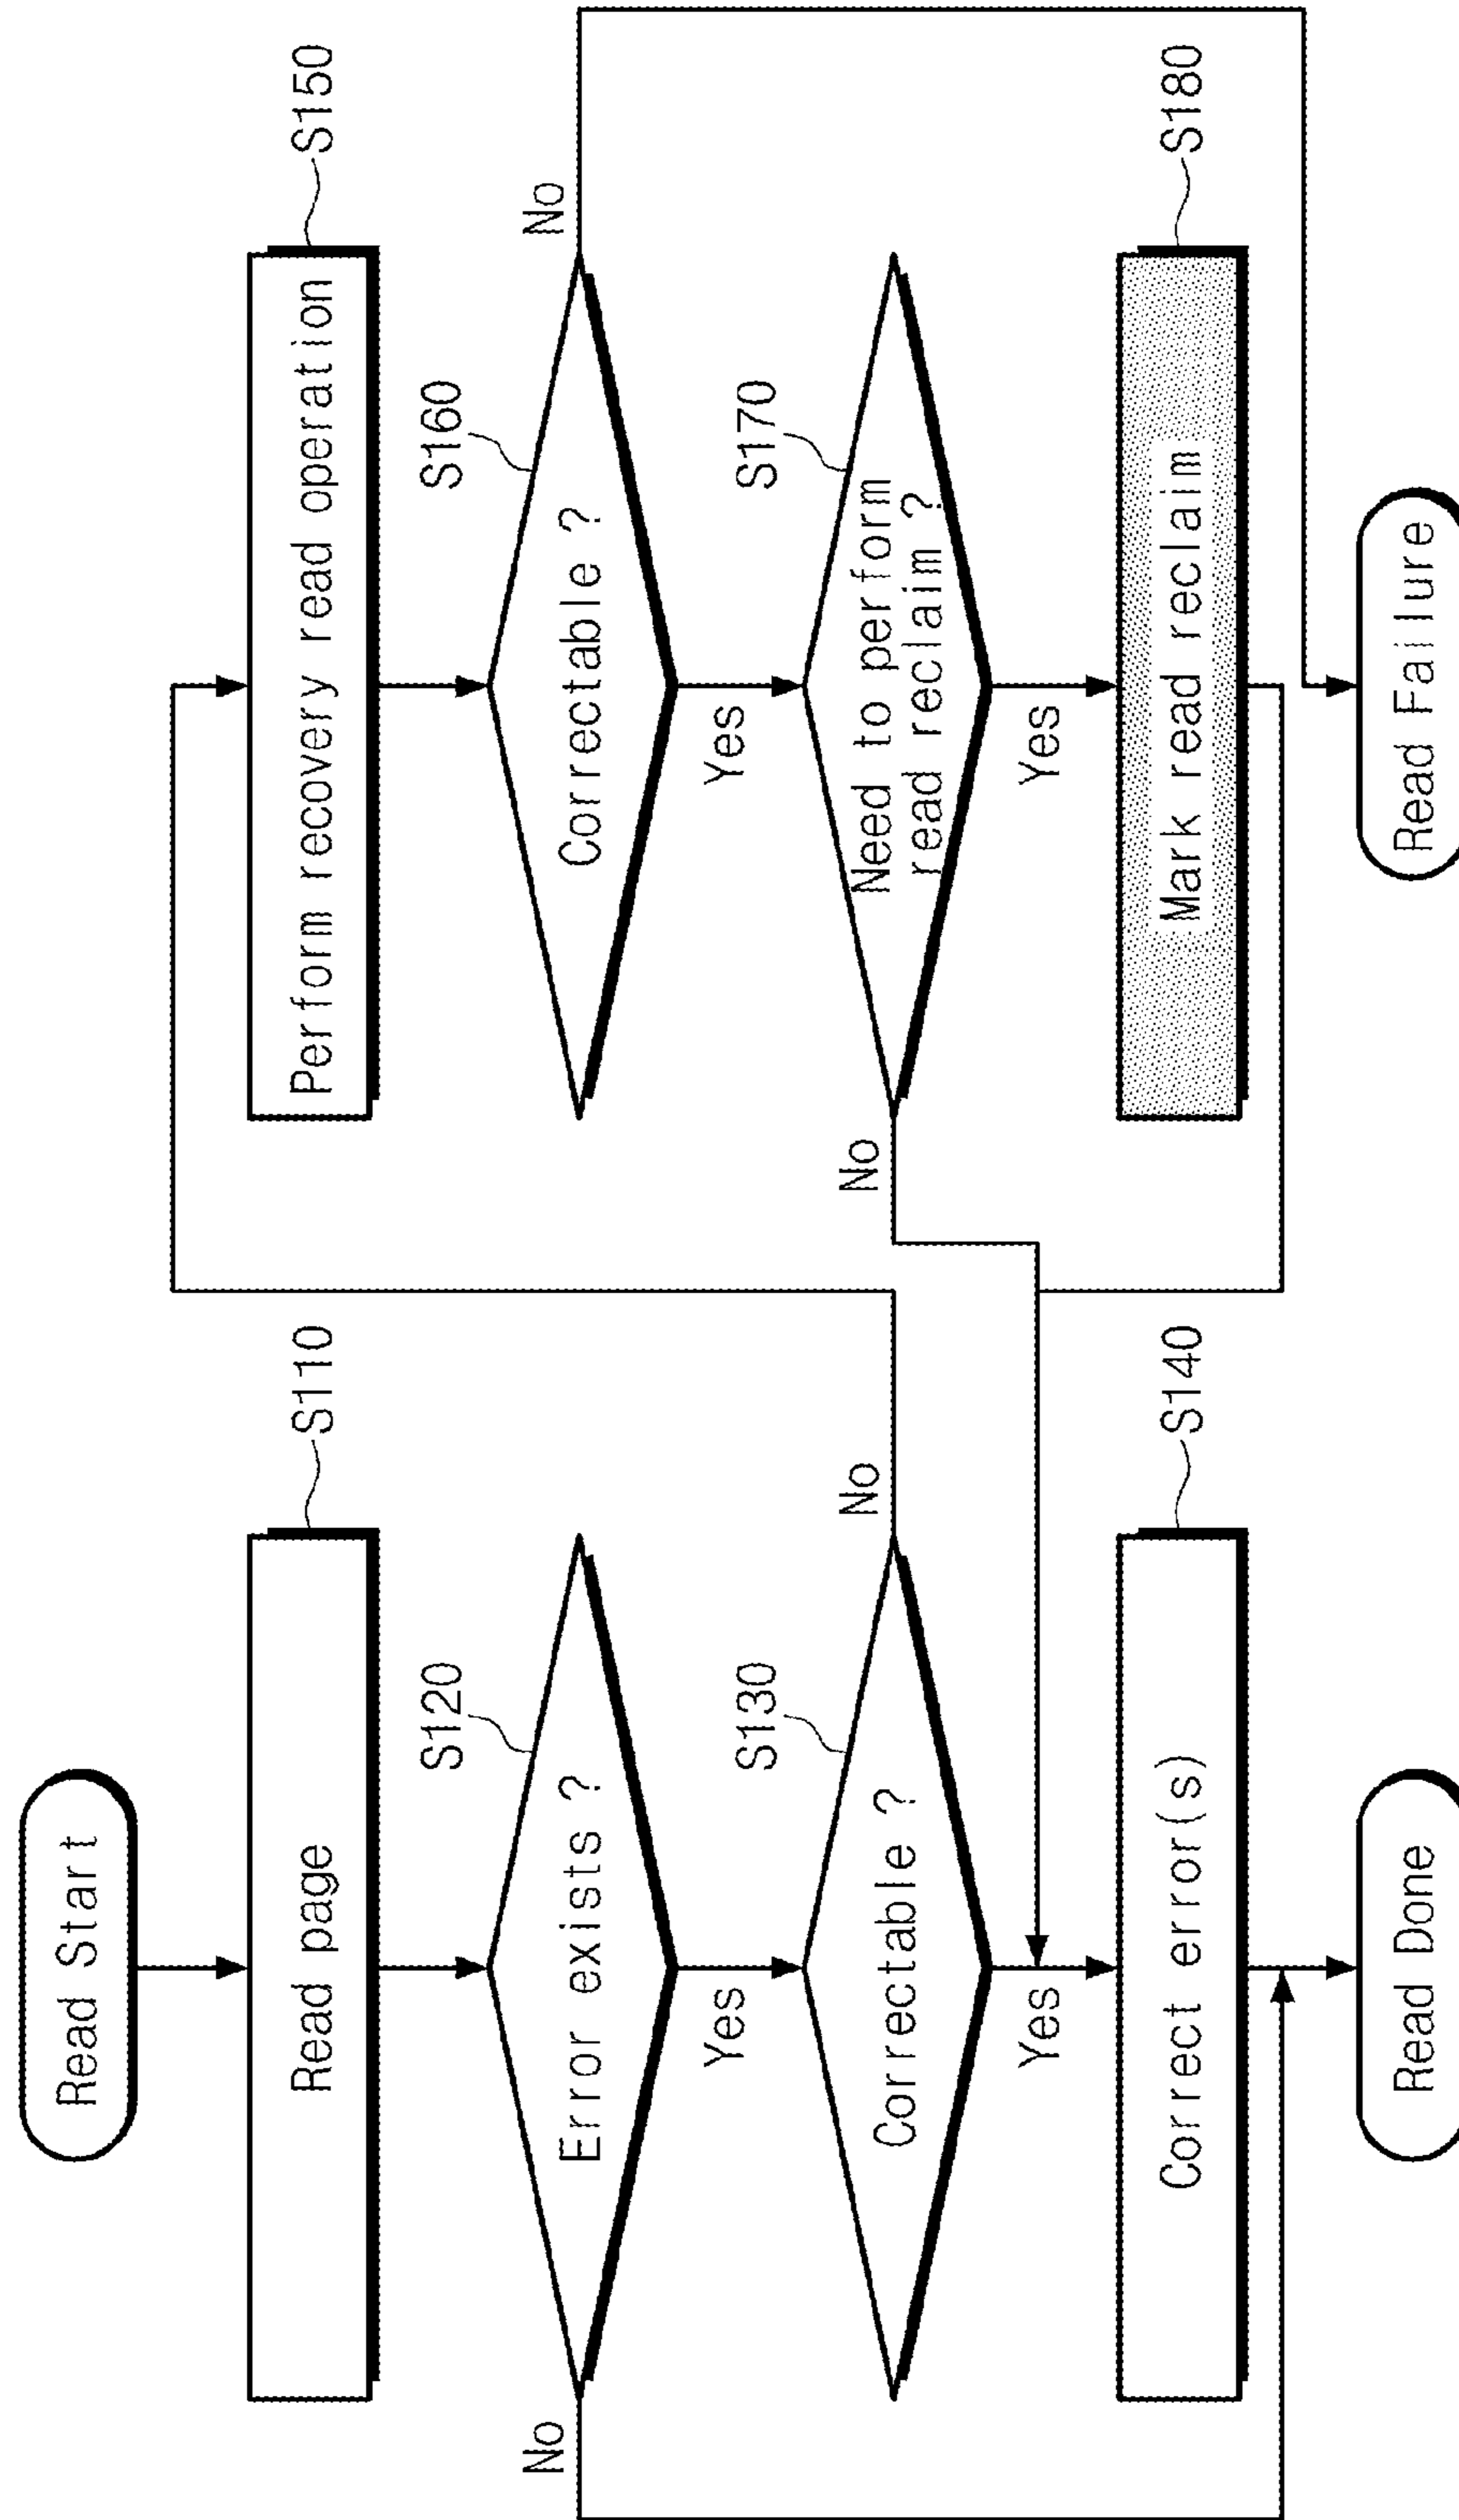 Read Start
Read page
S110
Error exists ?
S120
No
Yes
Correctable ?
S130
No
Yes
Correct error(s)
S140
Read Done
Perform recovery read operation
S150
Correctable ?
S160
No
Yes
Need to perform
read reclaim ?
S170
No
Yes
Mark read reclaim
S180
Read Failure